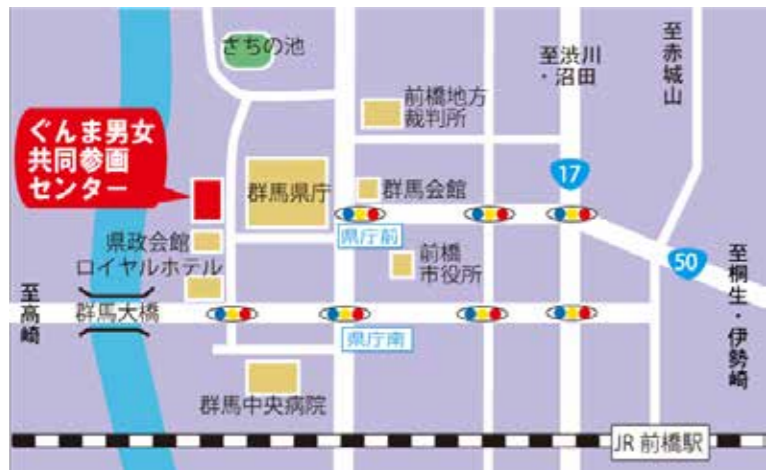 さちの池
至渋川
・沼田
至赤城山
前橋地方
裁判所
ぐんま男女
共同参画
センター
17
群馬県庁
群馬会館
県庁前
県政会館
ロイヤルホテル
前橋
市役所
50
至桐生・伊勢崎
至高崎
群馬大橋
県庁南
群馬中央病院
JR 前橋駅